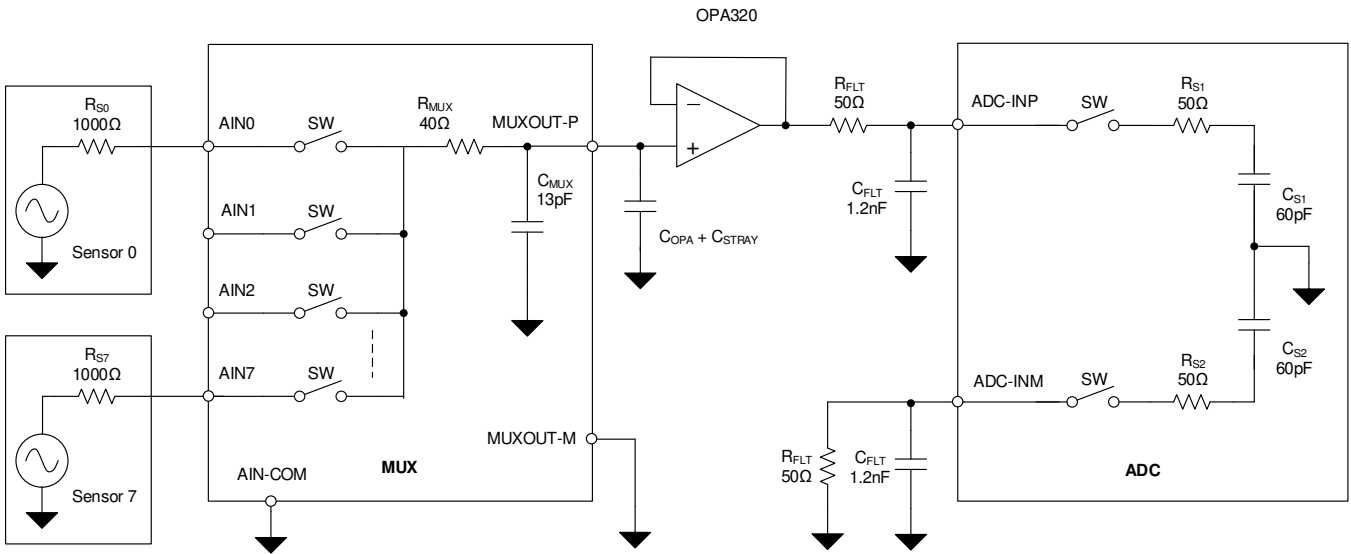 OPA320
RS0
1000Ω
Sensor 0
RS7
1000Ω
Sensor 7
AIN0
SW
AIN1
SW
AIN2
SW
AIN7
SW
RMUX
40Ω
MUXOUT-P
CMUX
13pF
MUXOUT-M
MUX
AIN-COM
COPA + CSTRAY
−
+
RFLT
50Ω
CFLT
1.2nF
ADC-INP
SW
RS1
50Ω
CS1
60pF
CS2
60pF
RS2
50Ω
ADC-INM
SW
RFLT
50Ω
CFLT
1.2nF
ADC